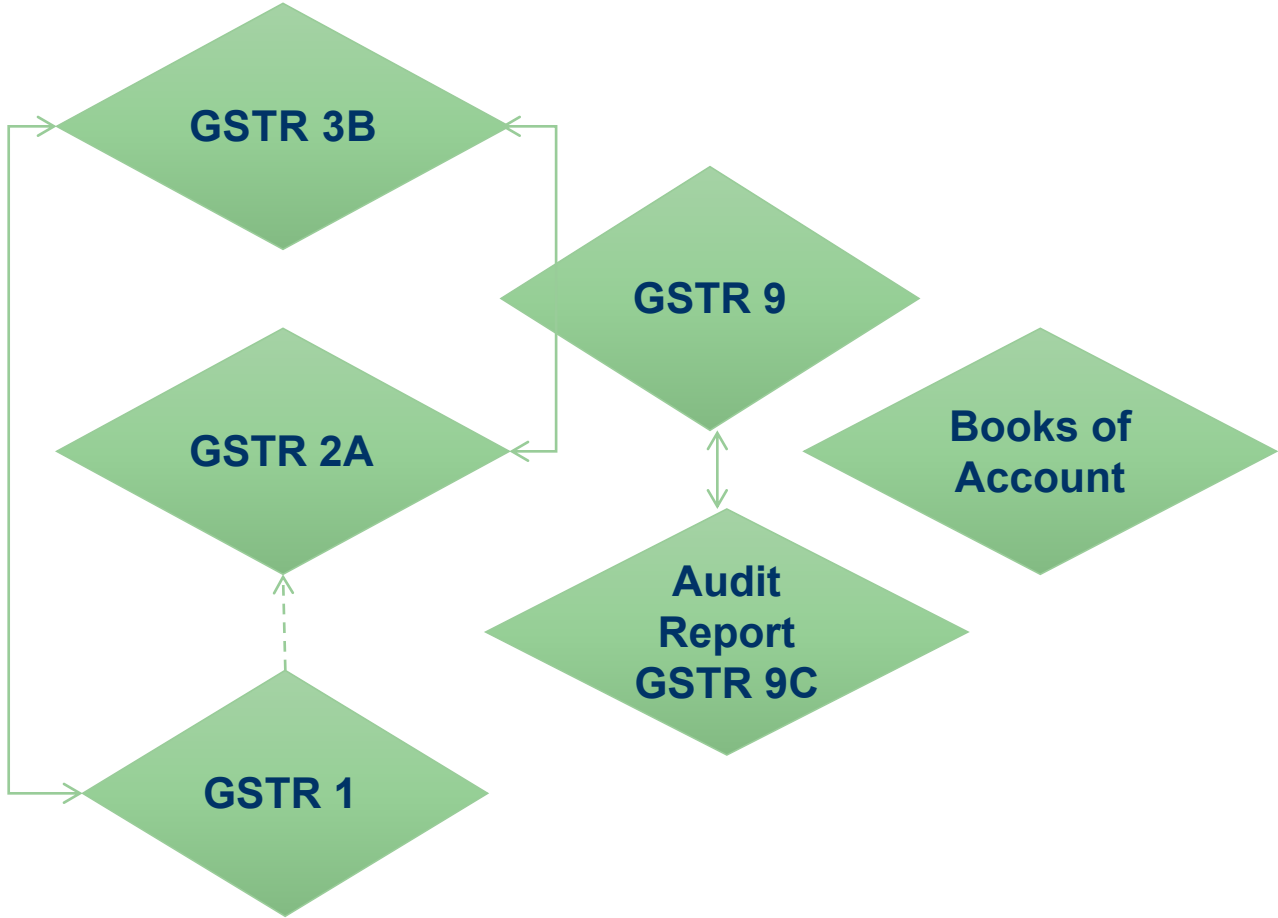 GSTR 3B
GSTR 9
GSTR 2A
Books of
Account
Audit
Report
GSTR 9C
GSTR 1